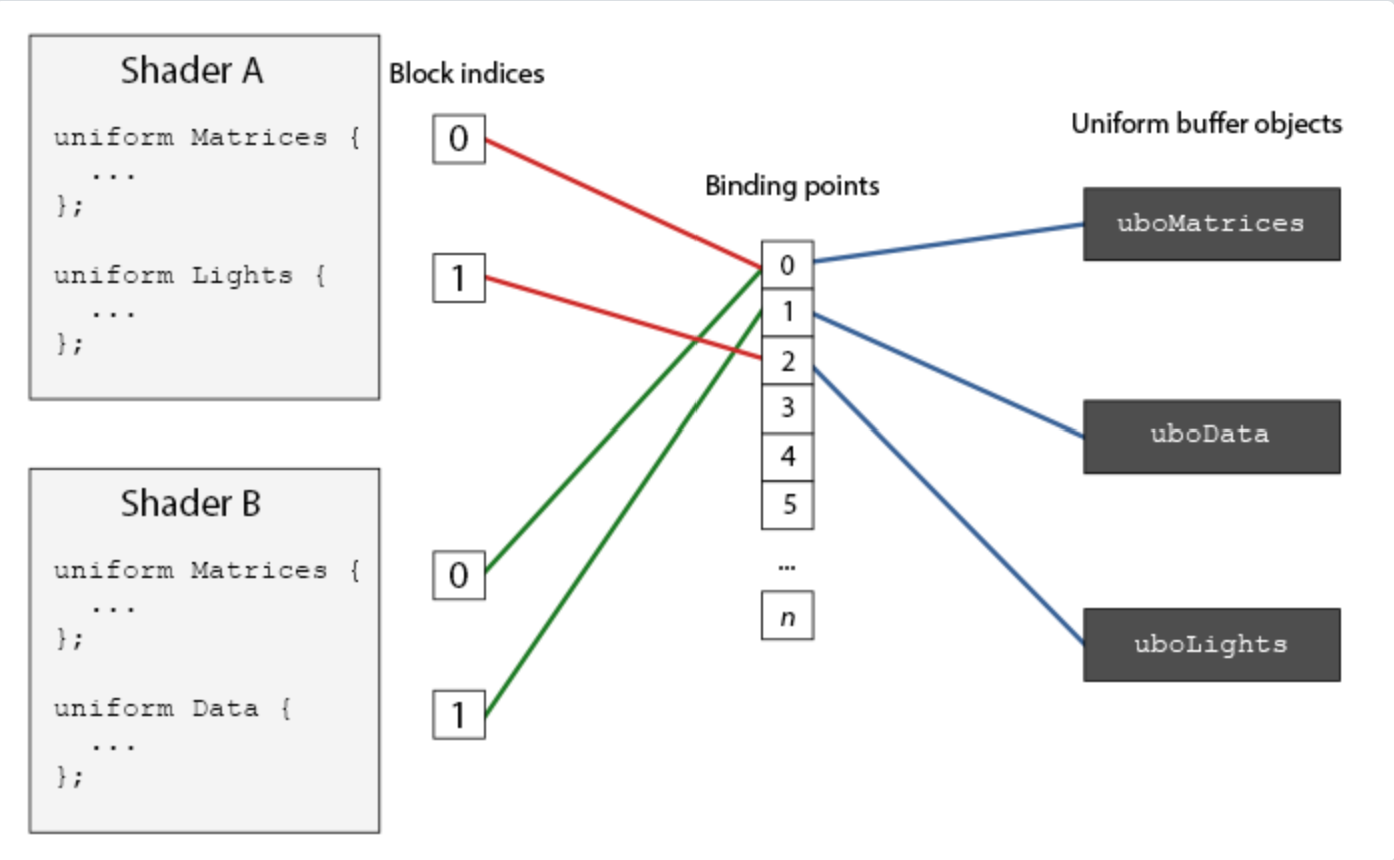 Shader A
uniform Matrices {
...
};
uniform Lights {
...
};
Shader B
uniform Matrices {
...
};
uniform Data {
...
};
Block indices
0
1
0
1
Binding points
0
1
2
3
4
5
...
n
Uniform buffer objects
uboMatrices
uboData
uboLights